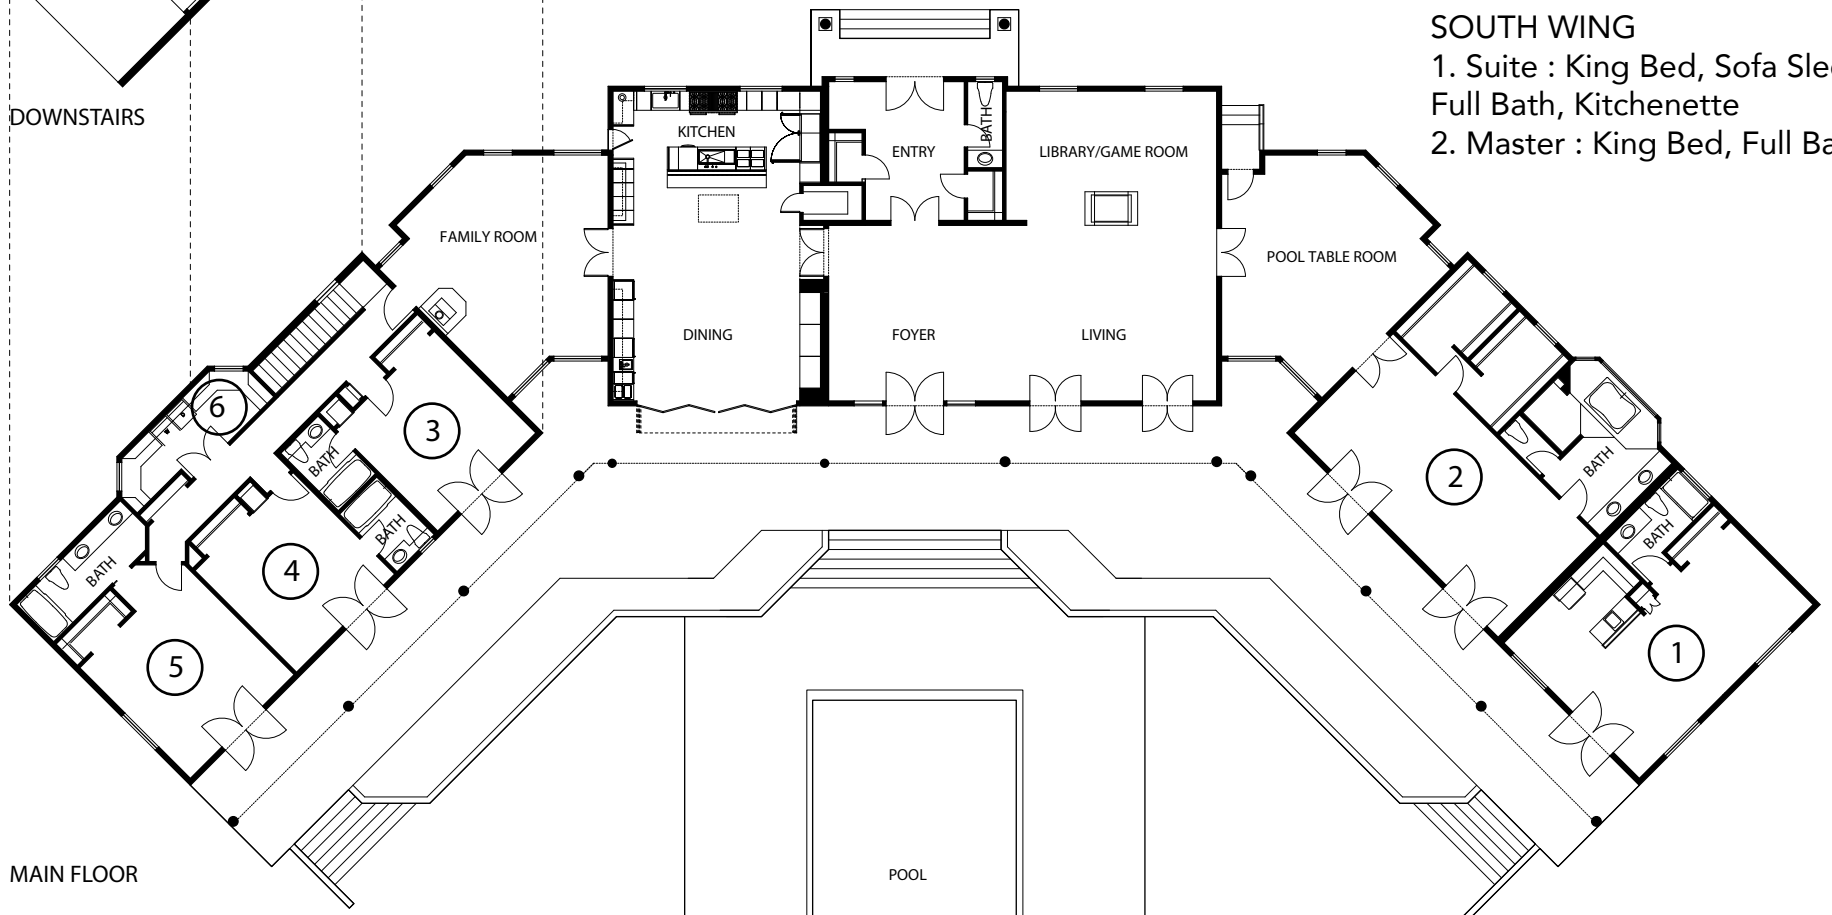 SOUTH WING
1. Suite : King Bed, Sofa
Full Bath, Kitchenette
2. Master : King Bed, Full
DOWNSTAIRS
KITCHEN
ENTRY
BATH
LIBRARY/GAME ROOM
FAMILY ROOM
POOL TABLE ROOM
DINING
FOYER
LIVING
6
3
BATH
2
BATH
4
BATH
BATH
BATH
5
1
MAIN FLOOR
POOL